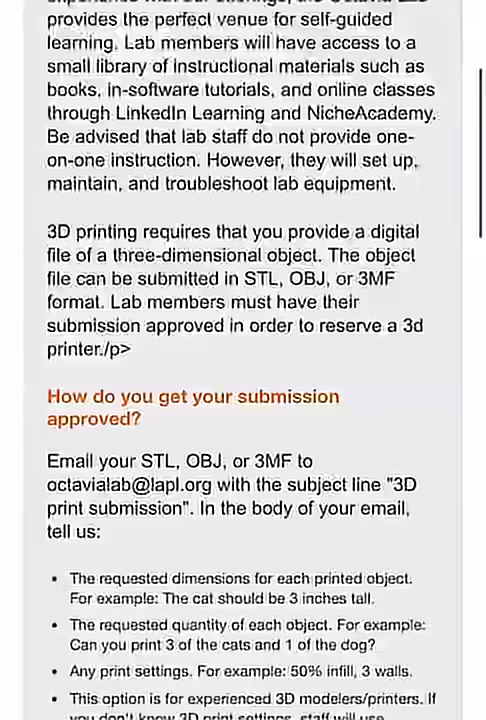 provides the perfect venue for self-guided
learning. Lab members will have access to a
small library of instructional materials such as
books, in-software tutorials, and online classes
through LinkedIn Learning and NicheAcademy.
Be advised that lab staff do not provide one-
on-one instruction. However, they will set up,
maintain, and troubleshoot lab equipment.
3D printing requires that you provide a digital
file of a three-dimensional object. The object
file can be submitted in STL, OBJ, or 3MF
format. Lab members must have their
submission approved in order to reserve a 3d
printer./p>
How do you get your submission
approved?
Email your STL, OBJ, or 3MF to
octavialab@lapl.org with the subject line "3D
print submission". In the body of your email,
tell us:
• The requested dimensions for each printed object.
For example: The cat should be 3 inches tall.
• The requested quantity of each object. For example:
Can you print 3 of the cats and 1 of the dog?
• Any print settings. For example: 50% infill, 3 walls.
• This option is for experienced 3D modelers/printers. If
you don't know 3D print settings, staff will use